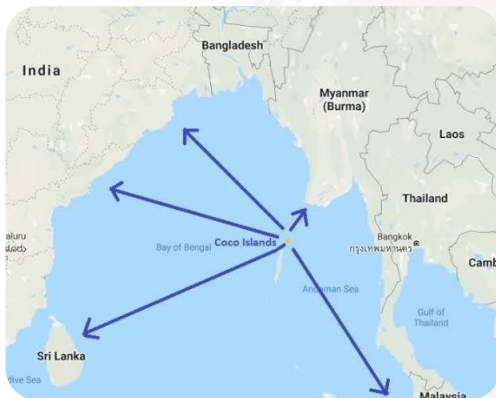 Bangladesh
India
Myanmar
(Burma)
Laos
Thailand
aluru
Bay of Bengal
Coco Islands
Bangkok
กรุงเทพมหานคร
Camb
Andaman Sea
Gulf of
Thailand
Sri Lanka
dive Sea
Malaysia